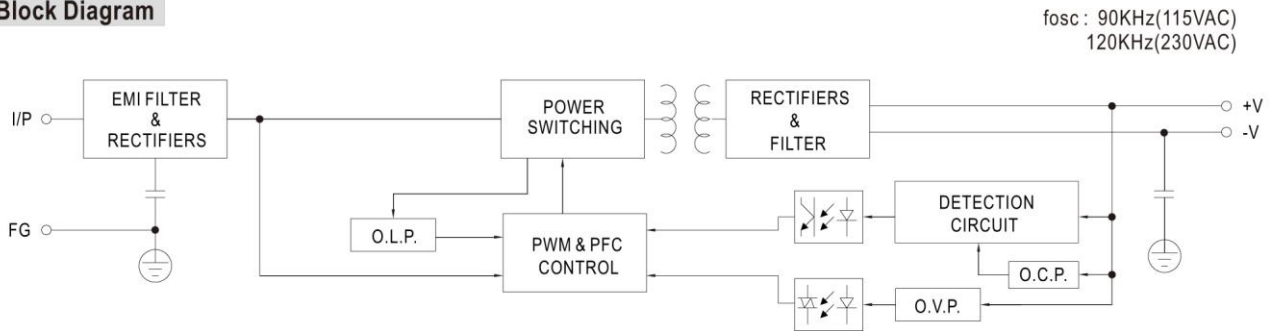 Block Diagram
fosc : 90KHz(115VAC)
120KHz(230VAC)
I/P
EMI FILTER
&
RECTIFIERS
POWER
SWITCHING
RECTIFIERS
&
FILTER
+V
-V
FG
O.L.P.
PWM & PFC
CONTROL
DETECTION
CIRCUIT
O.C.P.
O.V.P.